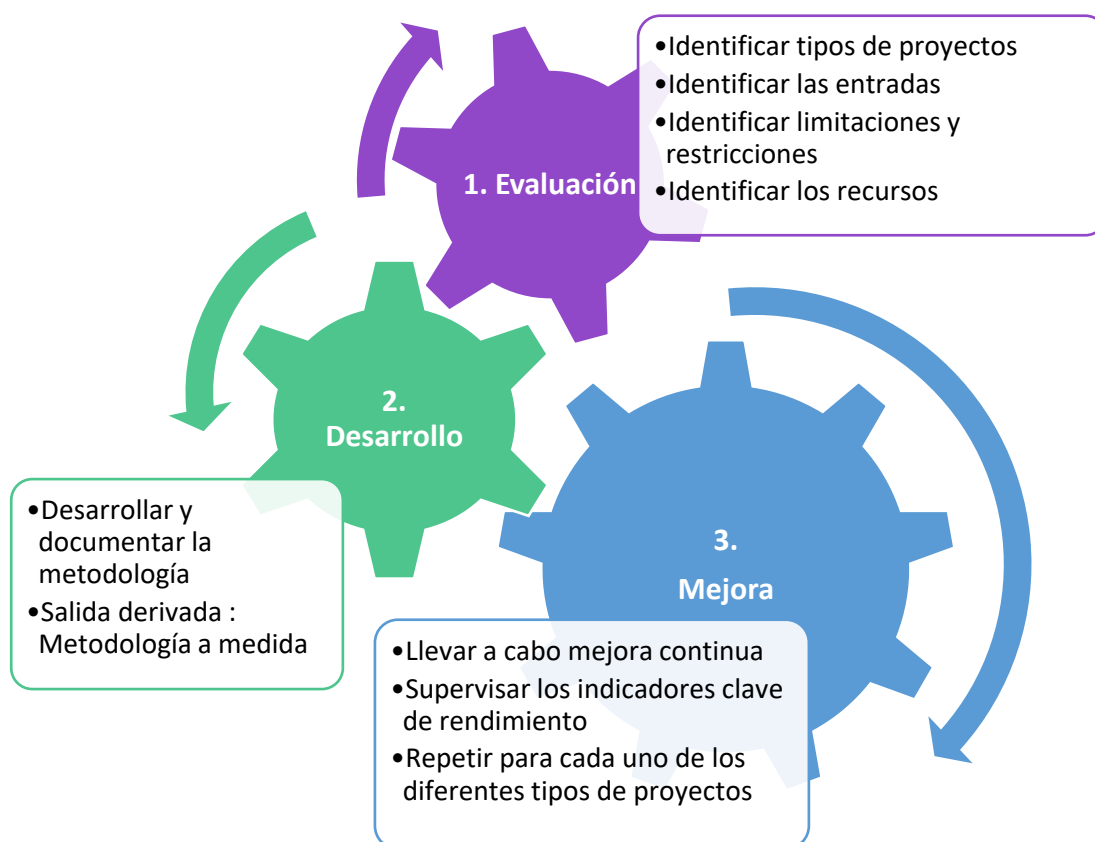 •Identificar tipos de proyectos
•Identificar las entradas
•Identificar limitaciones y
restricciones
•Identificar los recursos
1. Evaluación
2.
Desarrollo
•Desarrollar y
documentar la
metodología
•Salida derivada :
Metodología a medida
3.
Mejora
•Llevar a cabo mejora continua
•Supervisar los indicadores clave
de rendimiento
•Repetir para cada uno de los
diferentes tipos de proyectos